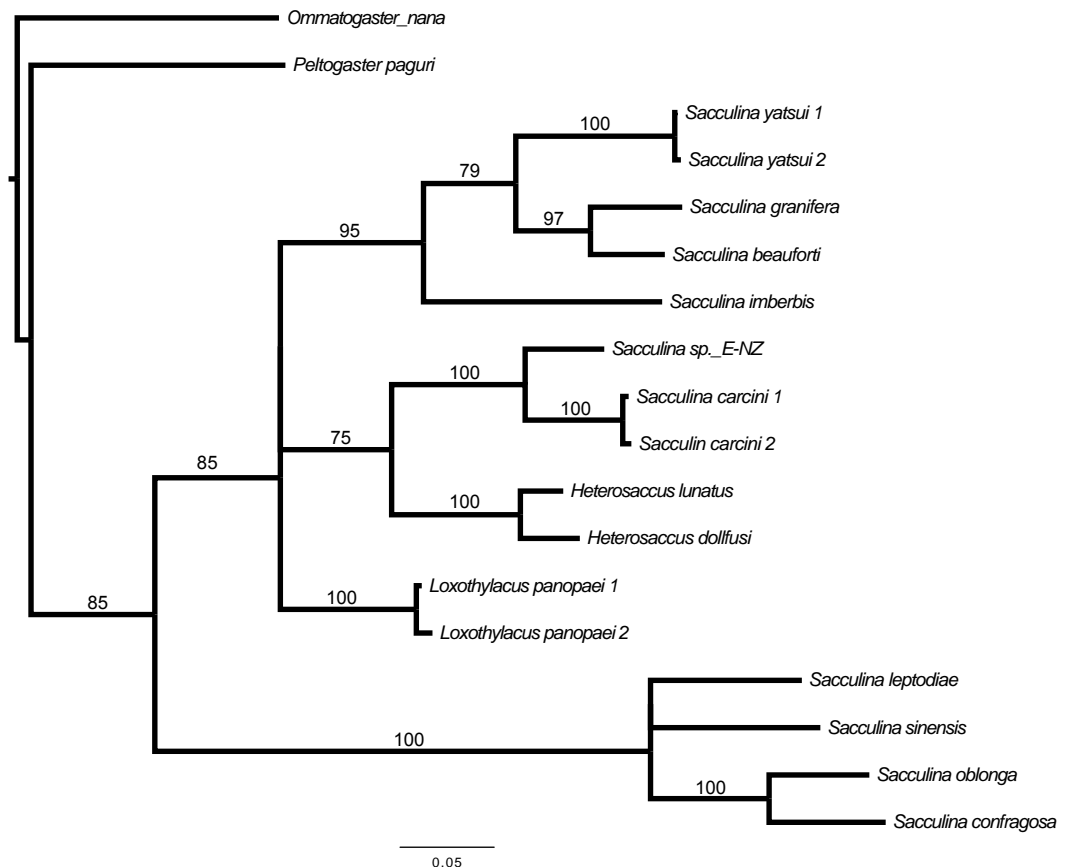 Ommatogaster_nana
Peltogaster paguri
Sacculina yatsui 1
100
Sacculina yatsui 2
79
Sacculina granifera
97
95
Sacculina beauforti
Sacculina imberbis
Sacculina sp._E-NZ
100
Sacculina carcini 1
100
Sacculin carcini 2
75
85
Heterosaccus lunatus
100
Heterosaccus dollfusi
Loxothylacus panopaei 1
100
85
Loxothylacus panopaei 2
Sacculina leptodiae
Sacculina sinensis
100
Sacculina oblonga
100
Sacculina confragosa
0.05